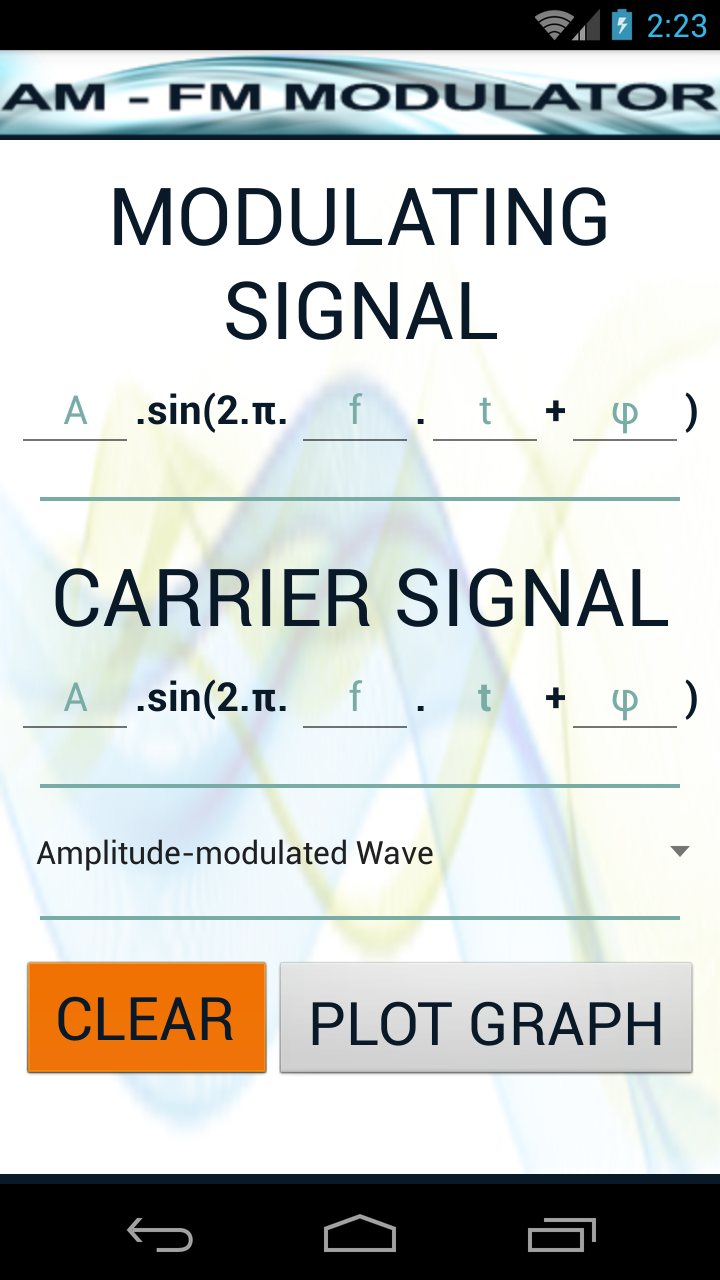 2:23
AM - FM MODULATOR
MODULATING
SIGNAL
A .sin(2.π. f . t + φ )
CARRIER SIGNAL
A .sin(2.π. f . t + φ )
Amplitude-modulated Wave
CLEAR PLOT GRAPH